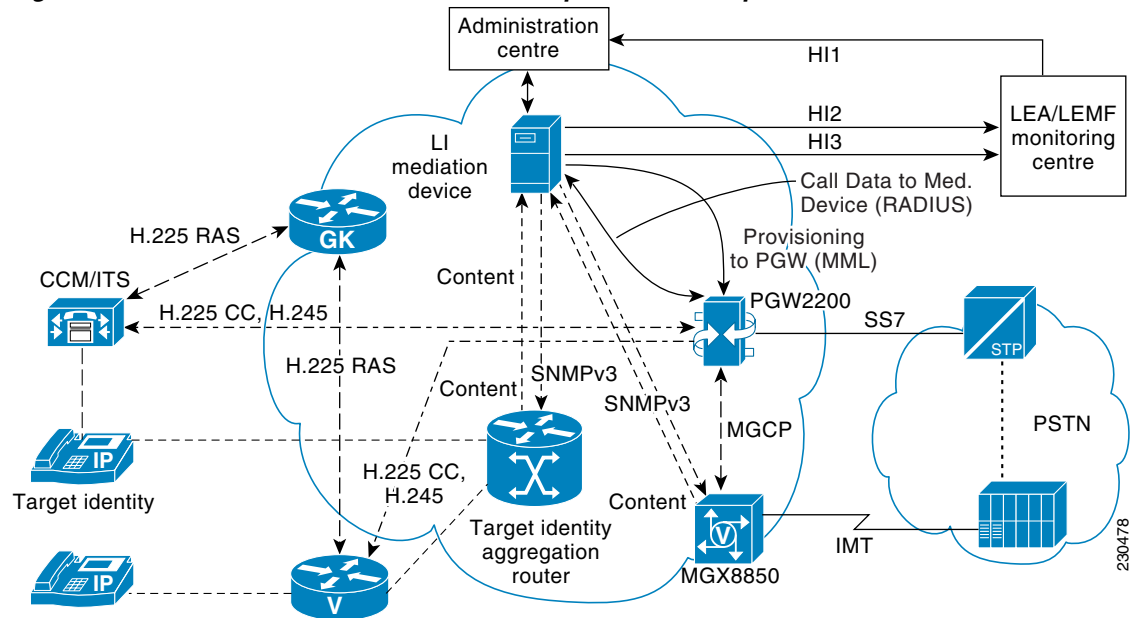 Administration
centre
HI1
LEA/LEMF
monitoring
centre
HI2
HI3
LI
mediation
device
Call Data to Med.
Device (RADIUS)
GK
H.225 RAS
Provisioning
to PGW (MML)
Content
CCM/ITS
PGW2200
H.225 CC, H.245
SS7
STP
H.225 RAS
Content
SNMPv3
SNMPv3
MGCP
PSTN
IP
Target identity
H.225 CC,
H.245
Content
Target identity
aggregation
router
V
IMT
MGX8850
IP
V
230478